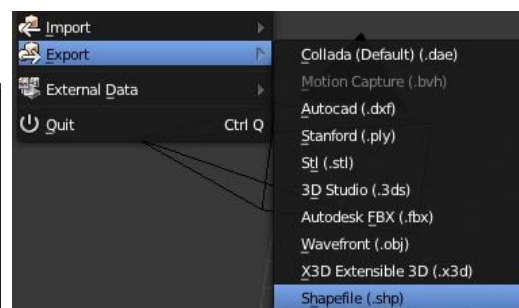 Import
Export
External Data
Quit Ctrl Q
Collada (Default) (.dae)
Motion Capture (.bvh)
Autocad (.dxf)
Stanford (.ply)
Stl (.stl)
3D Studio (.3ds)
Autodesk FBX (.fbx)
Wavefront (.obj)
X3D Extensible 3D (.x3d)
Shapefile (.shp)